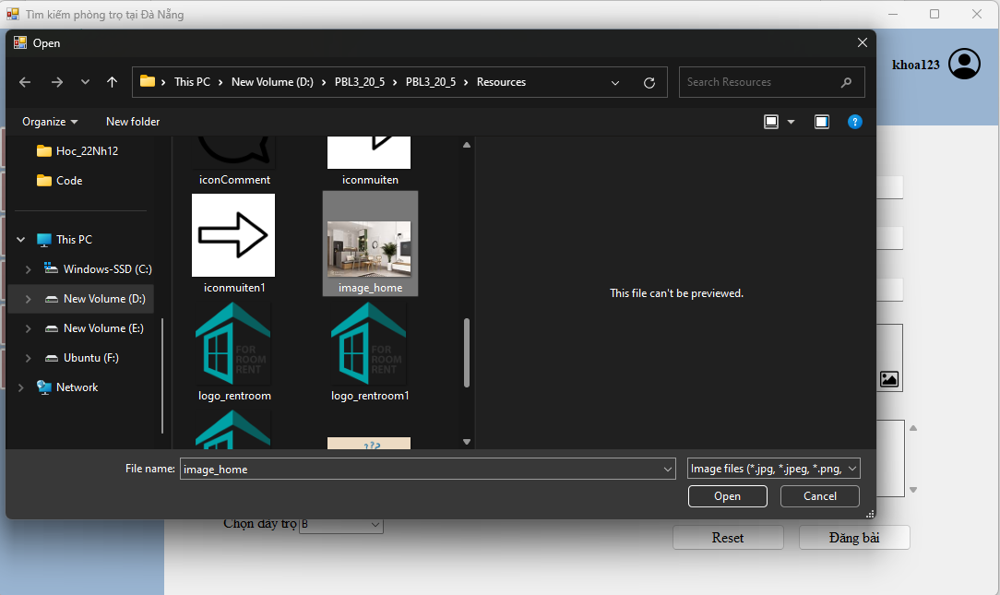 Tìm kiếm phòng trọ tại Đà Nẵng
Open
khoa123
This PC
New Volume (D:)
PBL3_20_5
PBL3_20_5
Resources
Search Resources
Organize
New folder
Hoc_22Nh12
Code
This PC
Windows-SSD (C:)
New Volume (D:)
New Volume (E:)
Ubuntu (F:)
Network
iconComment
iconmuiten
iconmuiten1
image_home
FOR
ROOM
RENT
FOR
ROOM
RENT
logo_rentroom
logo_rentroom1
???
This file can't be previewed.
File name:
image_home
Image files (*.jpg, *.jpeg, *.png,
Open
Cancel
Chọn dãy trọ
B
Reset
Đăng bài